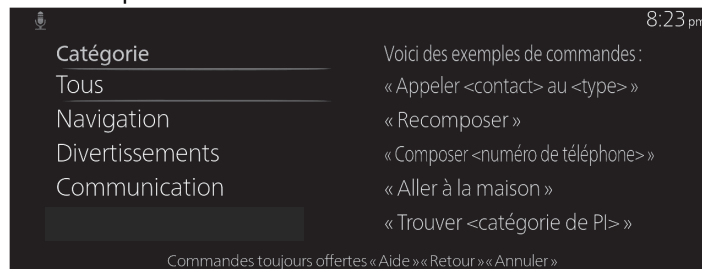 8:23 pm
Catégorie
Tous
Navigation
Divertissements
Communication
Voici des exemples de commandes :
« Appeler <contact> au <type> »
« Recomposer »
« Composer <numéro de téléphone> »
« Aller à la maison »
« Trouver <catégorie de PI> »
Commandes toujours offertes « Aide » « Retour » « Annuler »